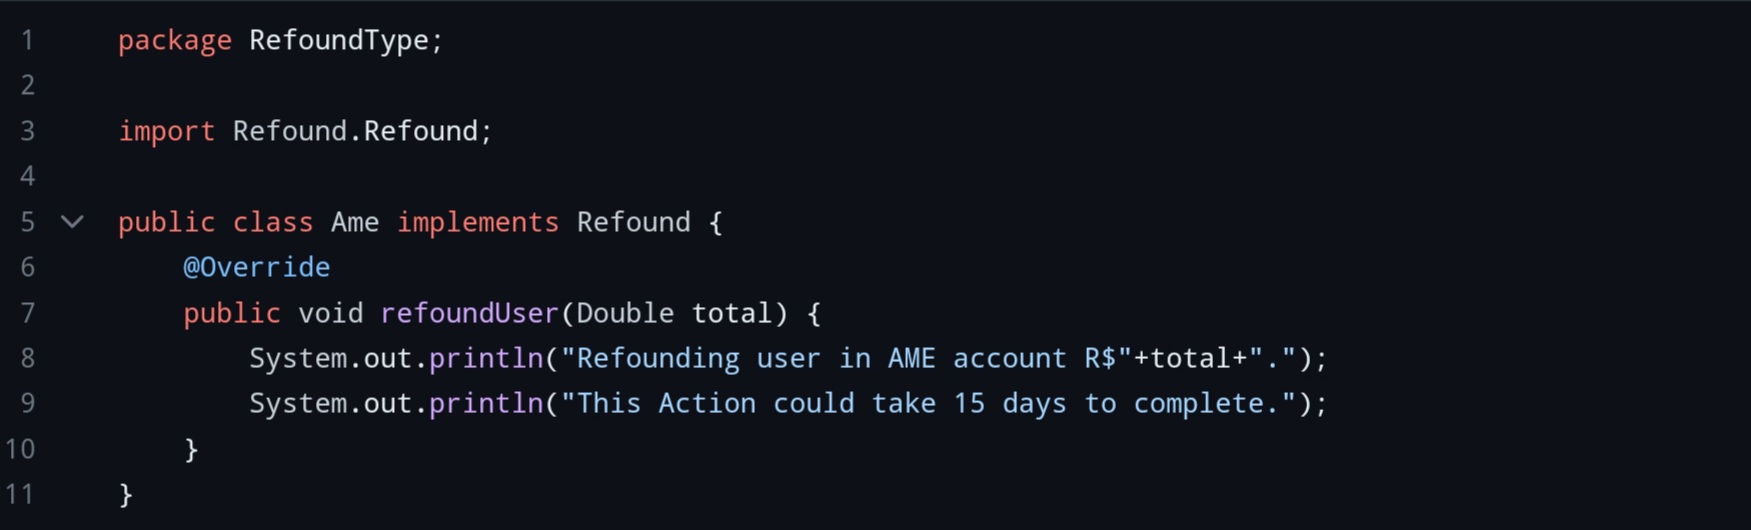 1 package RefoundType;
2
3 import Refound.Refound;
4
5 public class Ame implements Refound {
6 @Override
7 public void refoundUser(Double total) {
8 System.out.println("Refounding user in AME account R$"+total+".");
9 System.out.println("This Action could take 15 days to complete.");
10 }
11 }